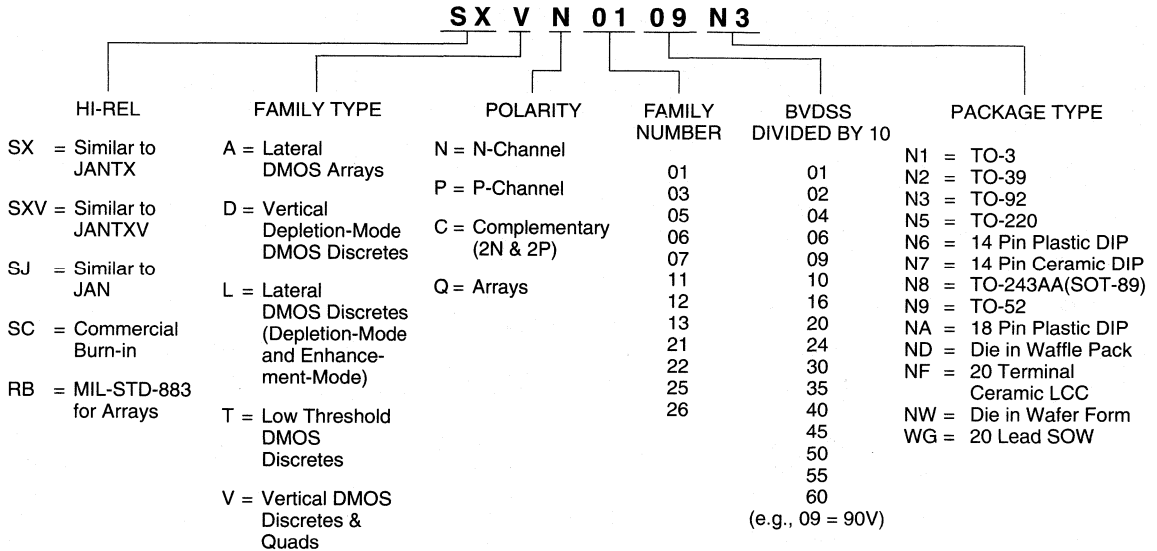 SX V N 01 09 N3
HI-REL
SX = Similar to
JANTX
SXV = Similar to
JANTXV
SJ = Similar to
JAN
SC = Commercial
Burn-in
RB = MIL-STD-883
for Arrays
FAMILY TYPE
A = Lateral
DMOS Arrays
D = Vertical
Depletion-Mode
DMOS Discretes
L = Lateral
DMOS Discretes
(Depletion-Mode
and Enhance-
ment-Mode)
T = Low Threshold
DMOS
Discretes
V = Vertical DMOS
Discretes &
Quads
POLARITY
N = N-Channel
P = P-Channel
C = Complementary
(2N & 2P)
Q = Arrays
FAMILY
NUMBER
01
03
05
06
07
11
12
13
21
22
25
26
BVDSS
DIVIDED BY 10
01
02
04
06
09
10
16
20
24
30
35
40
45
50
55
60
(e.g., 09 = 90V)
PACKAGE TYPE
N1 = TO-3
N2 = TO-39
N3 = TO-92
N5 = TO-220
N6 = 14 Pin Plastic DIP
N7 = 14 Pin Ceramic DIP
N8 = TO-243AA(SOT-89)
N9 = TO-52
NA = 18 Pin Plastic DIP
ND = Die in Waffle Pack
NF = 20 Terminal
Ceramic LCC
NW = Die in Wafer Form
WG = 20 Lead SOW